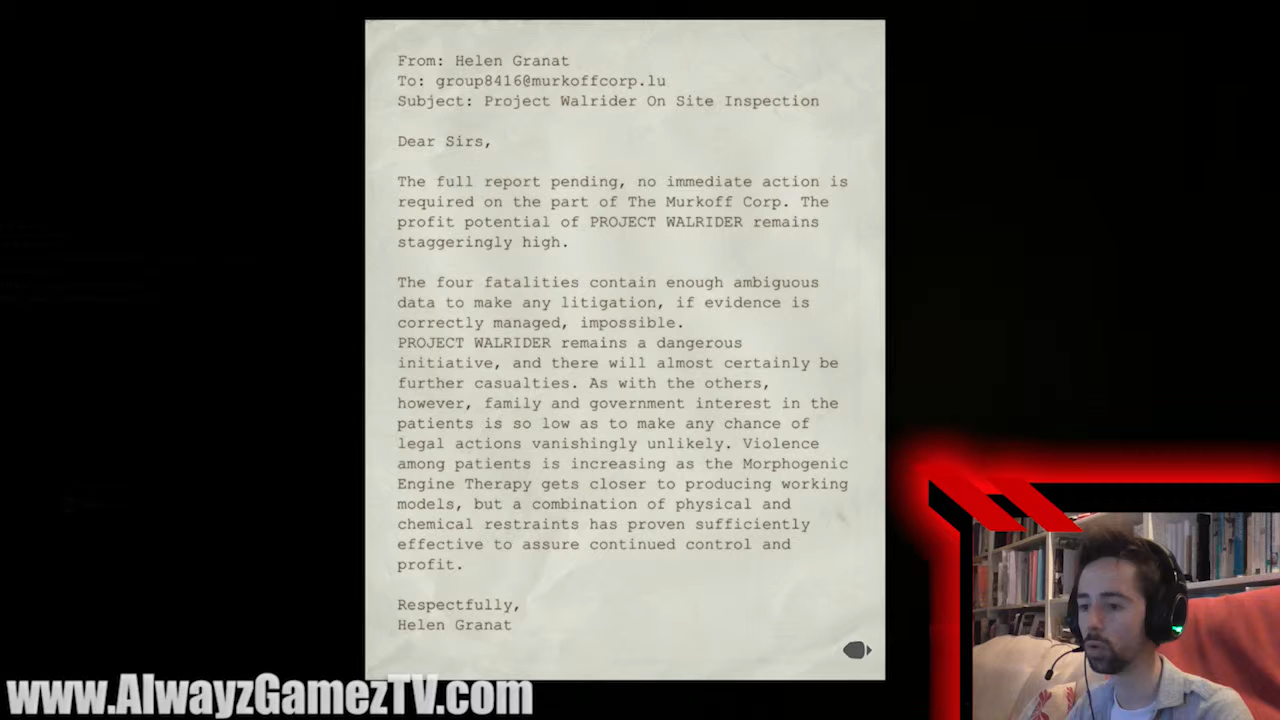 From: Helen Granat
To: group8416@murkoffcorp.lu
Subject: Project Walrider On Site Inspection
Dear Sirs,
The full report pending, no immediate action is
required on the part of The Murkoff Corp. The
profit potential of PROJECT WALRIDER remains
staggeringly high.
The four fatalities contain enough ambiguous
data to make any litigation, if evidence is
correctly managed, impossible.
PROJECT WALRIDER remains a dangerous
initiative, and there will almost certainly be
further casualties. As with the others,
however, family and government interest in the
patients is so low as to make any chance of
legal actions vanishingly unlikely. Violence
among patients is increasing as the Morphogenic
Engine Therapy gets closer to producing working
models, but a combination of physical and
chemical restraints has proven sufficiently
effective to assure continued control and
profit.
Respectfully,
Helen Granat
www.AlwayzGamezTV.com